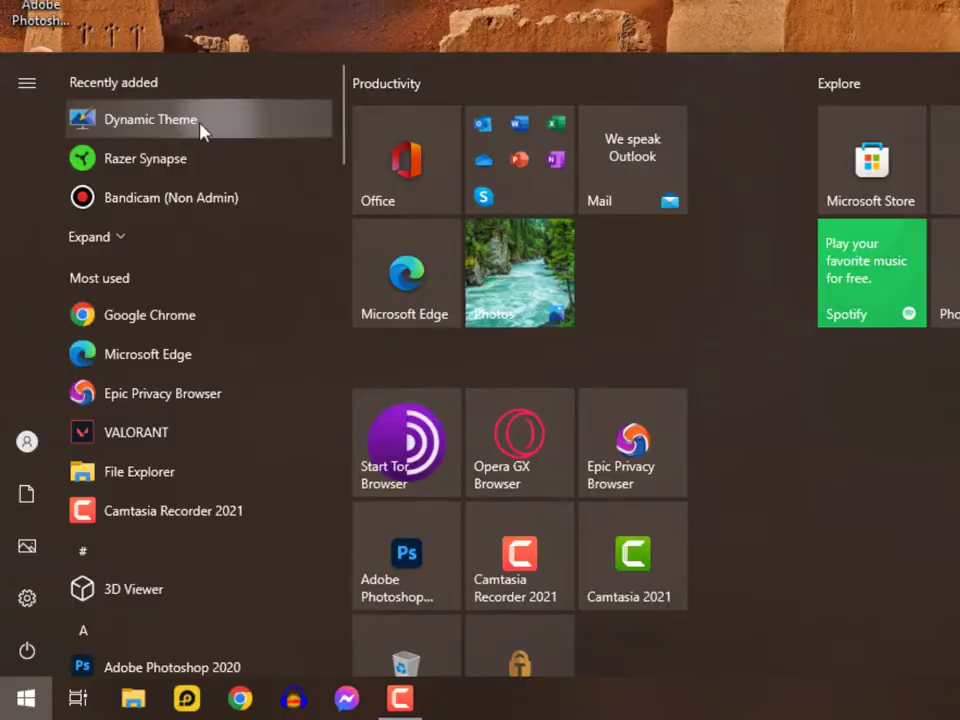 Adobe
Photosh...
Recently added
Dynamic Theme
Razer Synapse
Bandicam (Non Admin)
Expand
Most used
Google Chrome
Microsoft Edge
Epic Privacy Browser
VALORANT
File Explorer
Camtasia Recorder 2021
#
3D Viewer
A
Ps
Adobe Photoshop 2020
Productivity
Office
We speak
Outlook
Mail
Microsoft Edge
Photos
Start Tor
Browser
Opera GX
Browser
Epic Privacy
Browser
Ps
Adobe
Photoshop...
Camtasia
Recorder 2021
Camtasia 2021
Explore
Microsoft Store
Play your
favorite music
for free.
Spotify
Pho